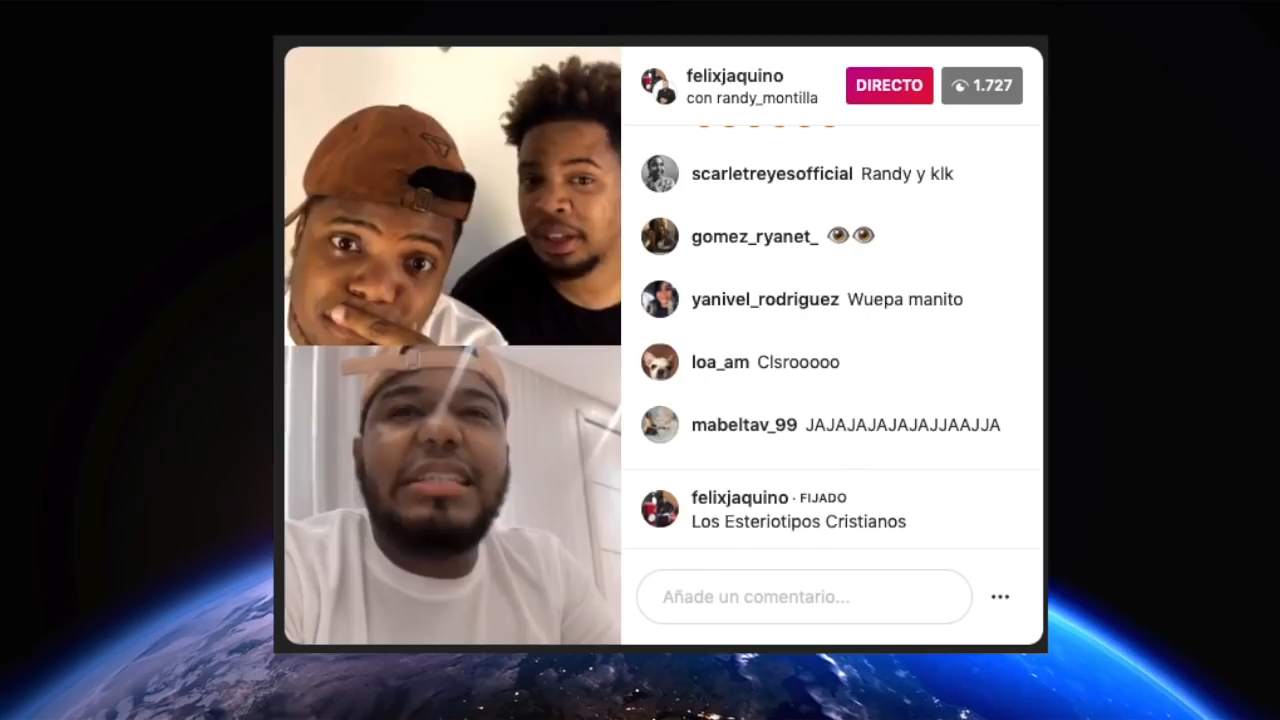 felixjaquino
con randy_montilla
DIRECTO
1.727
scarletreyesofficial Randy y klk
gomez_ryanet_
yanivel_rodriguez Wuepa manito
loa_am Clsrooooo
mabeltav_99 JAJAJAJAJAJAJJAAJJA
felixjaquino · FIJADO
Los Esteriotipos Cristianos
Añade un comentario...